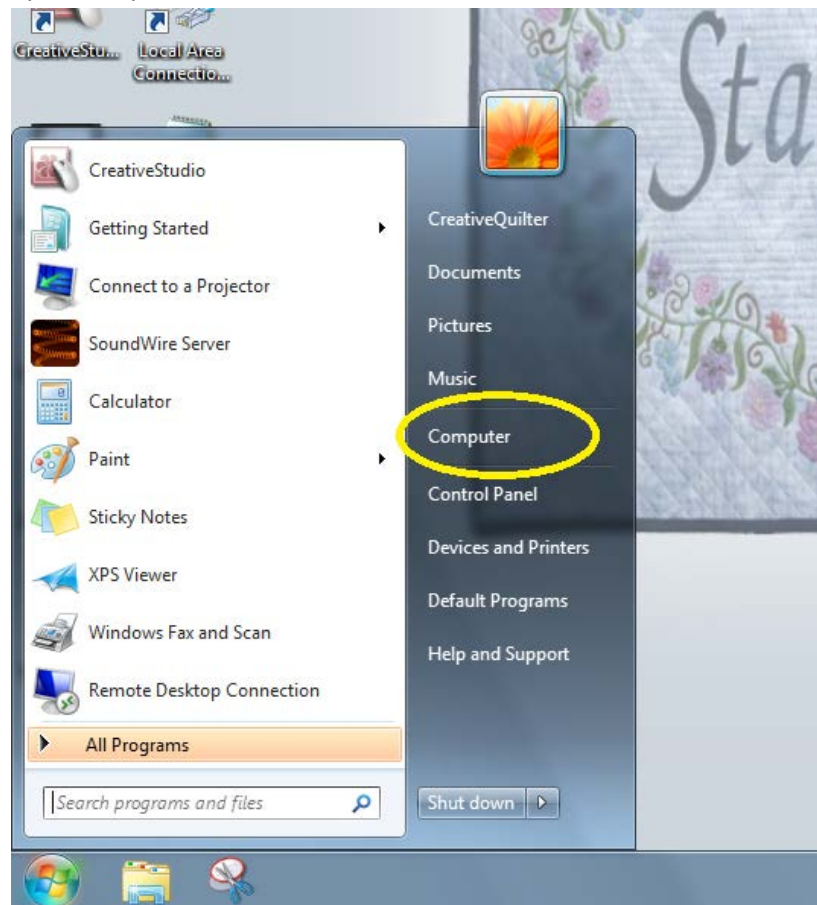 CreativeStu...
Local Area
Connectio...
Sta
CreativeStudio
Getting Started
Connect to a Projector
SoundWire Server
Calculator
Paint
Sticky Notes
XPS Viewer
Windows Fax and Scan
Remote Desktop Connection
All Programs
Search programs and files
CreativeQuilter
Documents
Pictures
Music
Computer
Control Panel
Devices and Printers
Default Programs
Help and Support
Shut down